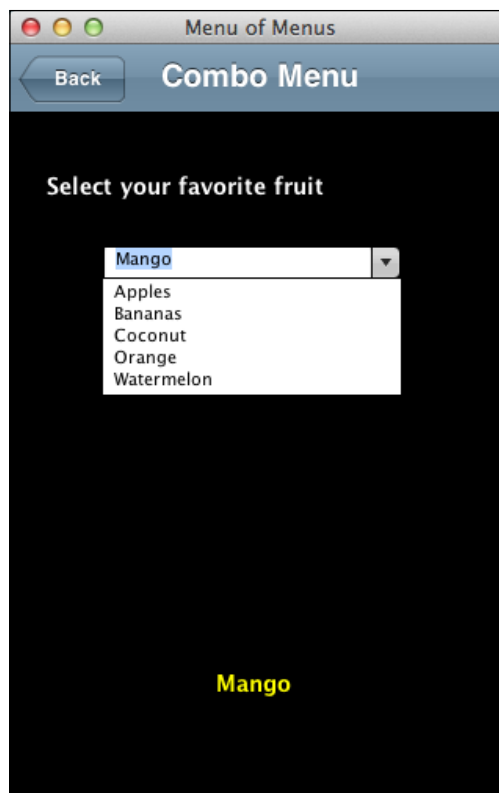 Menu of Menus
Back
Combo Menu
Select your favorite fruit
Mango
Apples
Bananas
Coconut
Orange
Watermelon
Mango